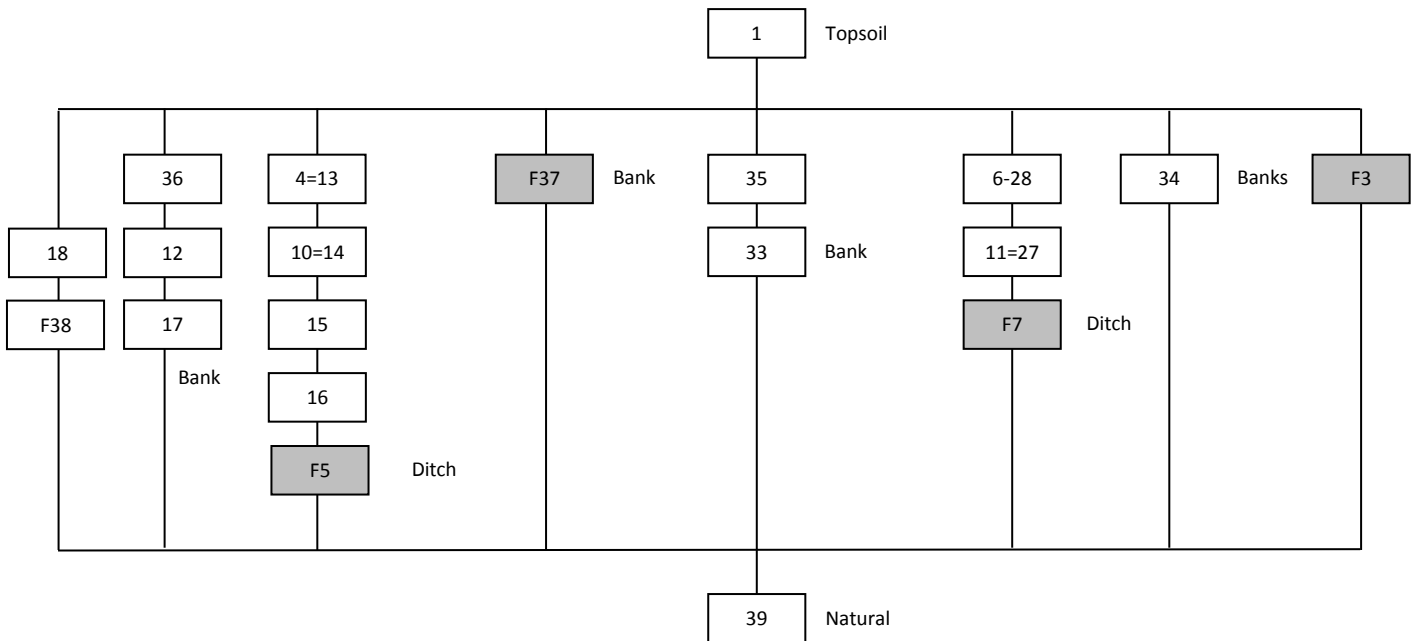 1 Topsoil
36 4=13 F37 Bank 35 6-28 34 Banks F3
18 12 10=14 33 Bank 11=27
F38 17 15 F7 Ditch
Bank 16
F5 Ditch
39 Natural